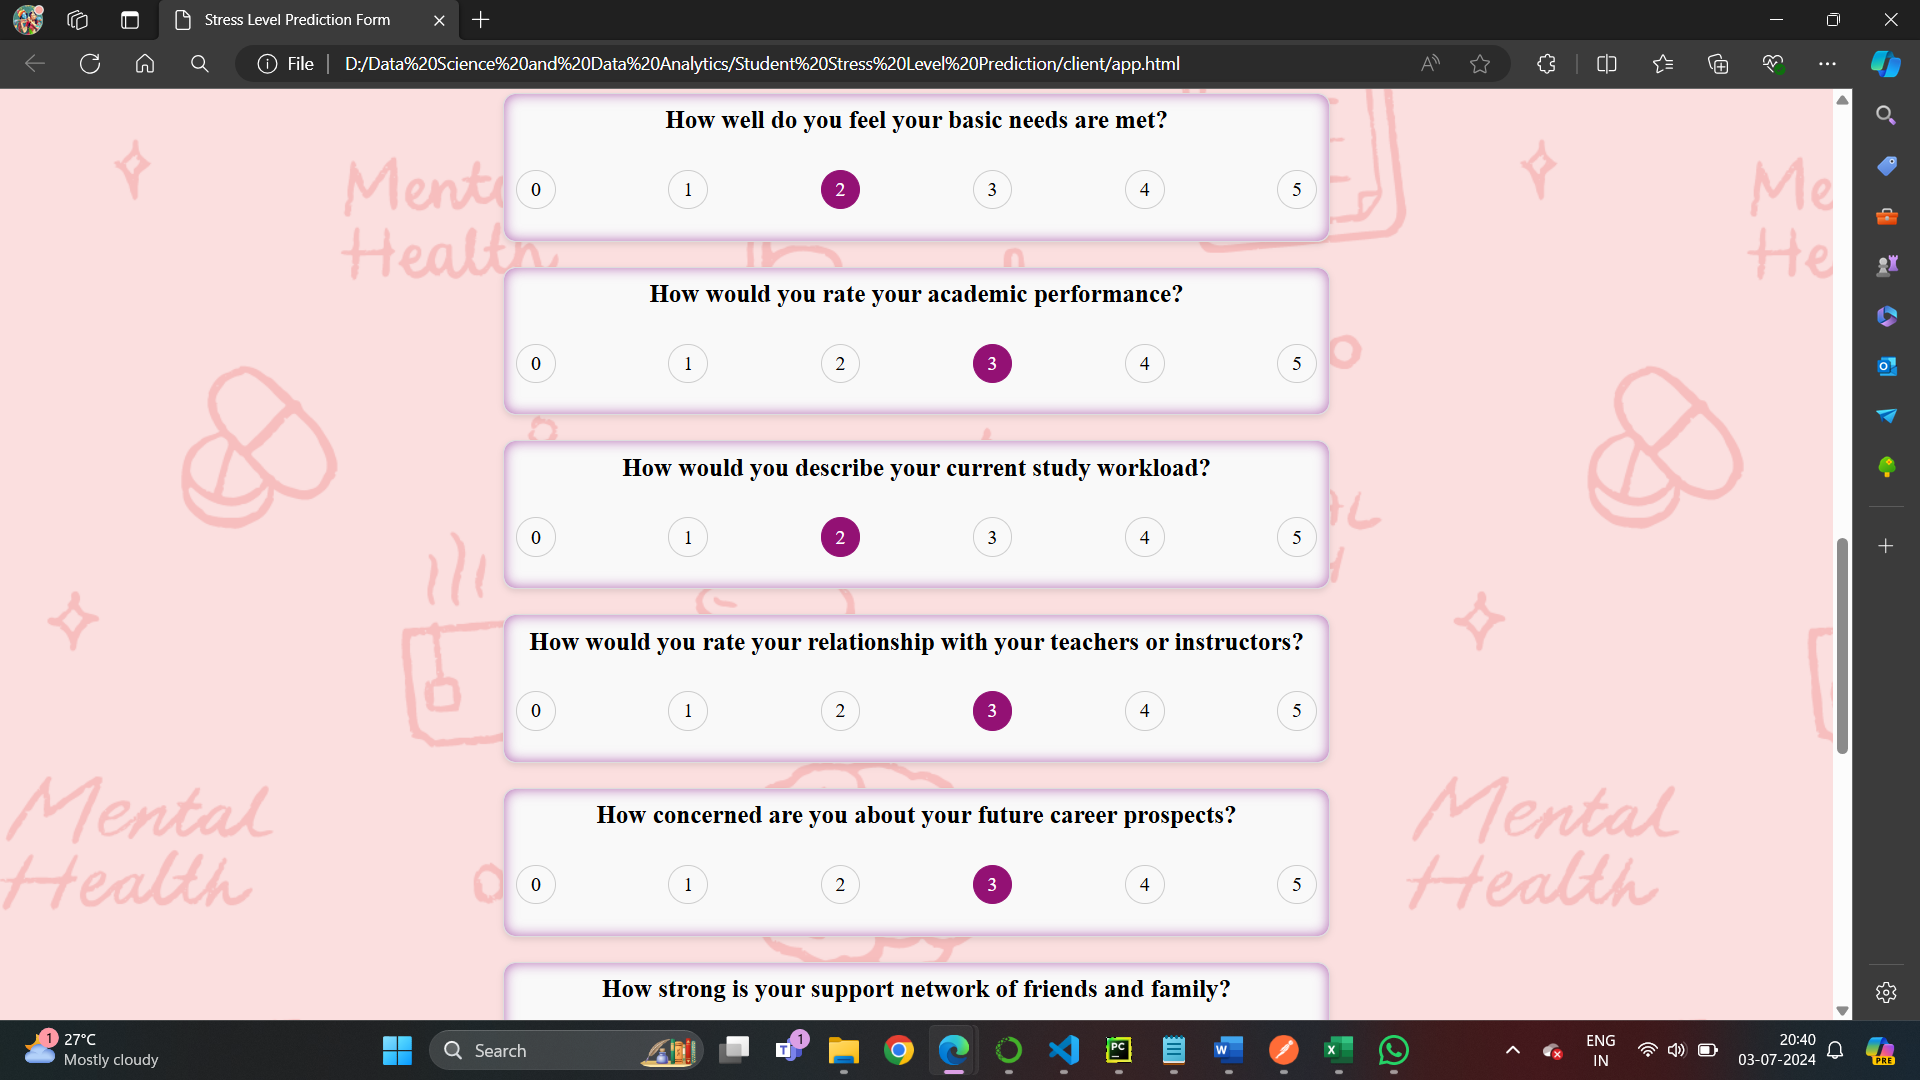 Stress Level Prediction Form
File
D:/Data%20Science%20and%20Data%20Analytics/Student%20Stress%20Level%20Prediction/client/app.html
Mental
Health
Me
He
How well do you feel your basic needs are met?
0 1 2 3 4 5
How would you rate your academic performance?
0 1 2 3 4 5
How would you describe your current study workload?
0 1 2 3 4 5
How would you rate your relationship with your teachers or instructors?
0 1 2 3 4 5
Mental
Health
Mental
Health
How concerned are you about your future career prospects?
0 1 2 3 4 5
How strong is your support network of friends and family?
1
27°C
Mostly cloudy
Search
1
ENG
IN
20:40
03-07-2024
PRE